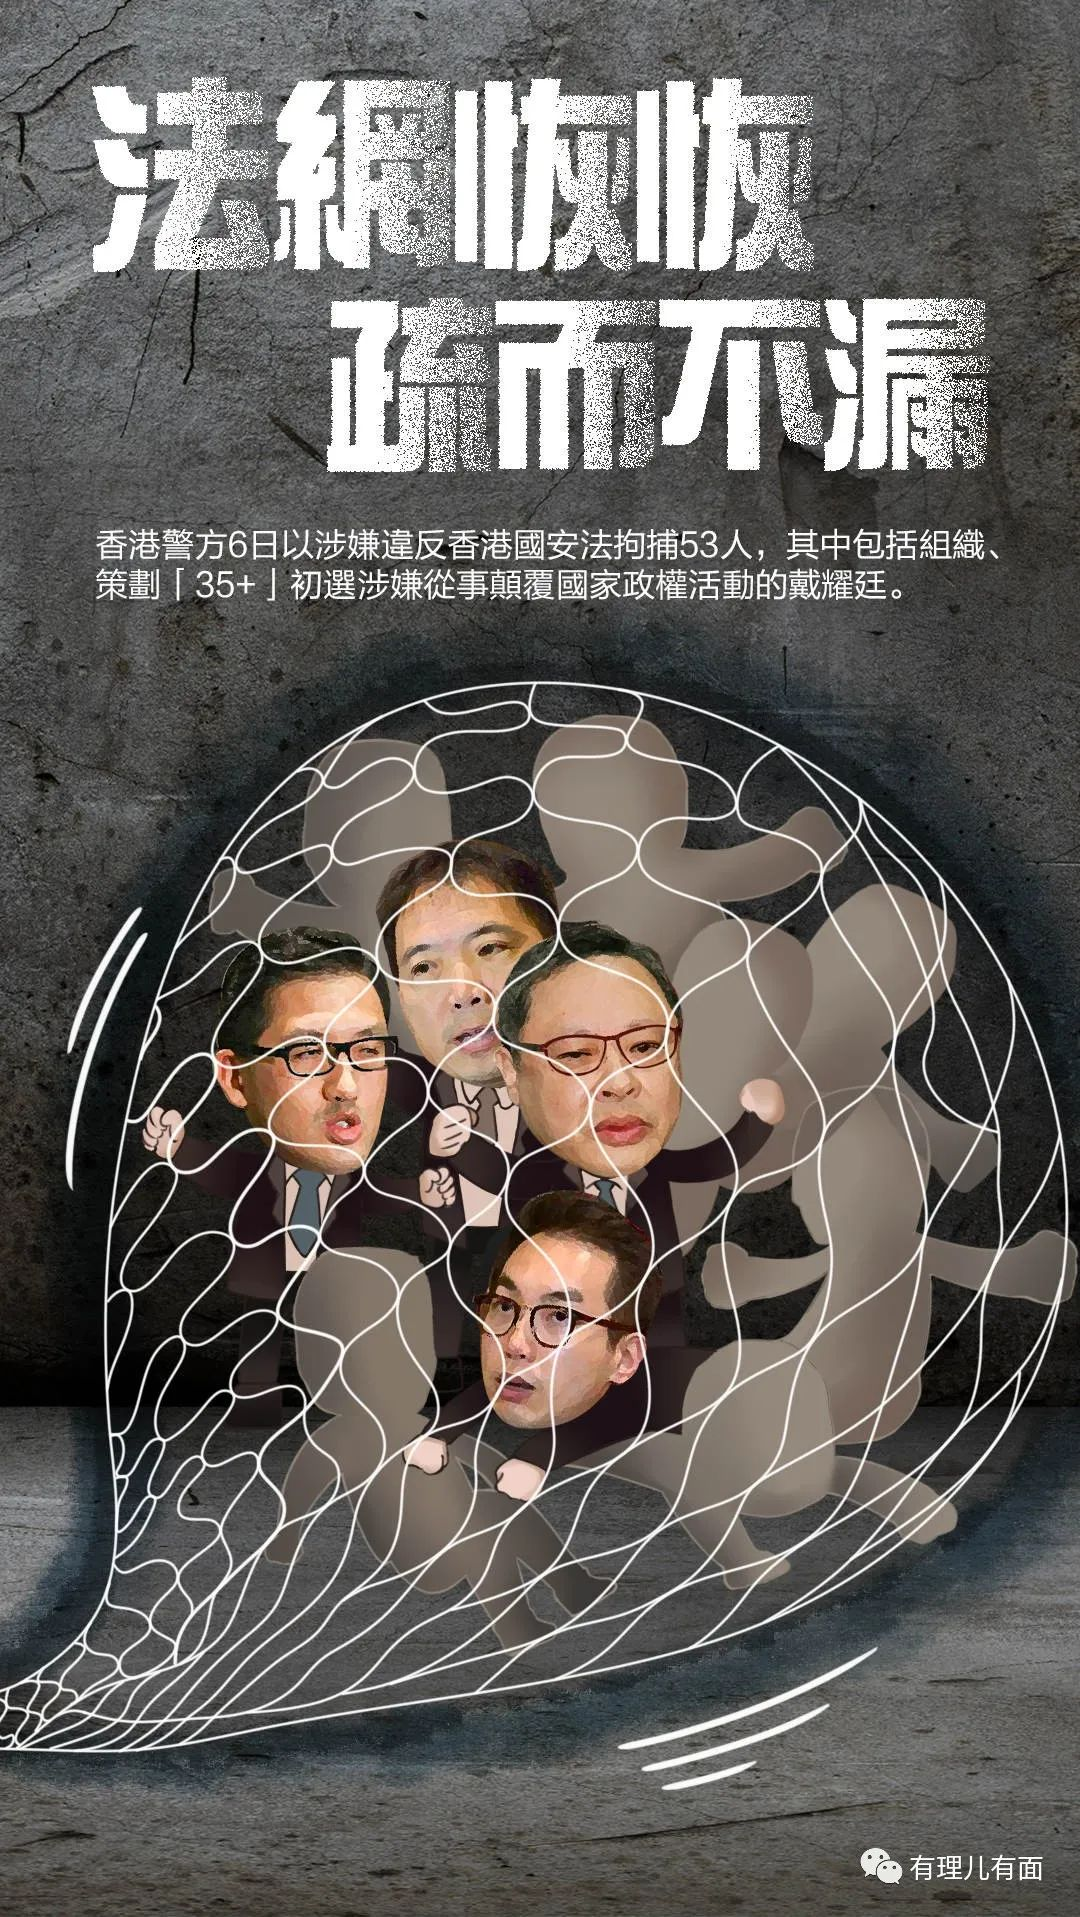 法網恢恢
疏而不漏
香港警方6日以涉嫌違反香港國安法拘捕53人，其中包括組織、
策劃「35+」初選涉嫌從事顛覆國家政權活動的戴耀廷。
有理儿有面